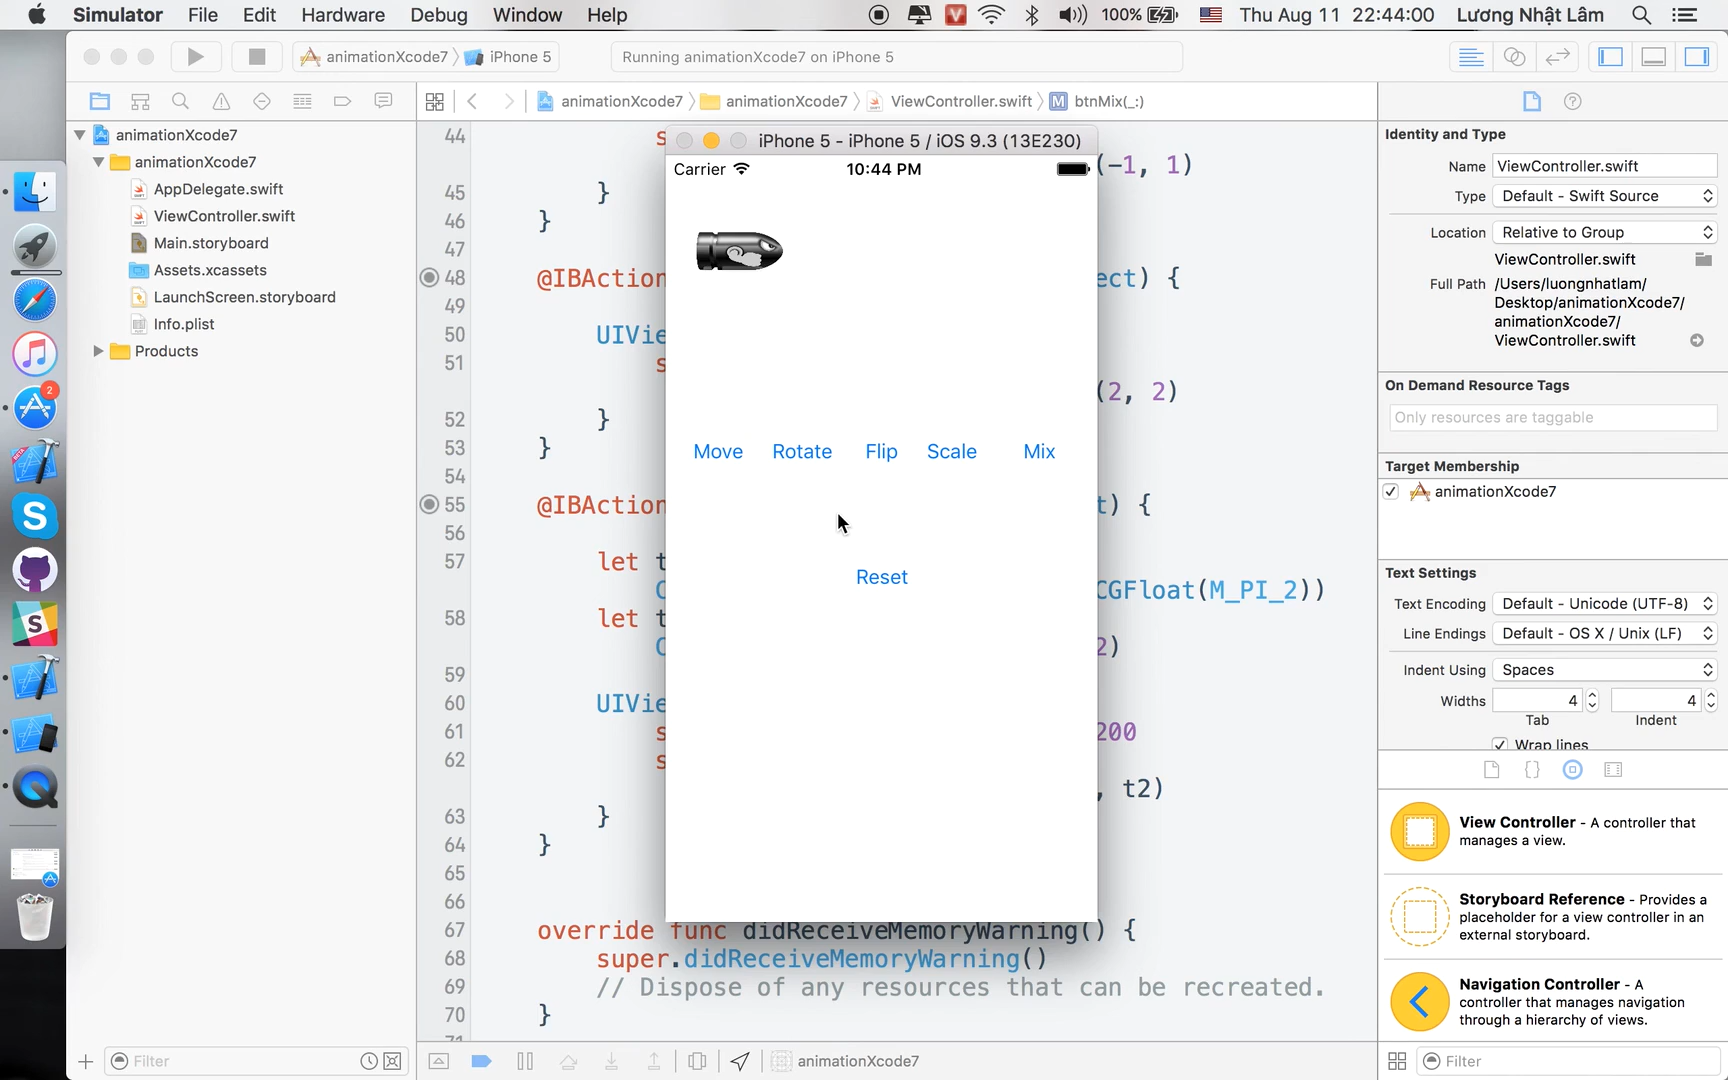 Simulator File Edit Hardware Debug Window Help 100% Thu Aug 11 22:44:00 Lương Nhật Lâm
animationXcode7 iPhone 5 Running animationXcode7 on iPhone 5
animationXcode7 animationXcode7 ViewController.swift M btnMix(_:)
animationXcode7
animationXcode7
AppDelegate.swift
ViewController.swift
Main.storyboard
Assets.xcassets
LaunchScreen.storyboard
Info.plist
Products
Filter
2
BETA
S
S
44 s
(-1, 1)
45 }
46 }
47
48 @IBAction ect) {
49
50 UIVie
51 s
(2, 2)
52 }
53 }
54
55 @IBAction t) {
56
57 let t
C CGFloat(M_PI_2))
58 let t
C 2)
59
60 UIVie
61 s 200
62 s
, t2)
63 }
64 }
65
66
67 override func didReceiveMemoryWarning() {
68 super.didReceiveMemoryWarning()
69 // Dispose of any resources that can be recreated.
70 }
animationXcode7
iPhone 5 - iPhone 5 / iOS 9.3 (13E230)
Carrier 10:44 PM
Move Rotate Flip Scale Mix
Reset
Identity and Type
Name ViewController.swift
Type Default - Swift Source
Location Relative to Group
ViewController.swift
Full Path /Users/luongnhatlam/
Desktop/animationXcode7/
animationXcode7/
ViewController.swift
On Demand Resource Tags
Only resources are taggable
Target Membership
animationXcode7
Text Settings
Text Encoding Default - Unicode (UTF-8)
Line Endings Default - OS X / Unix (LF)
Indent Using Spaces
Widths 4 4
Tab Indent
Wrap lines
View Controller - A controller that
manages a view.
Storyboard Reference - Provides a
placeholder for a view controller in an
external storyboard.
Navigation Controller - A
controller that manages navigation
through a hierarchy of views.
Filter